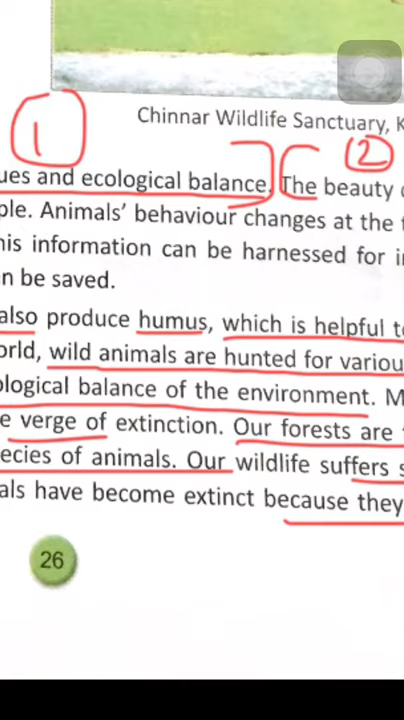 Chinnar Wildlife Sanctuary, K
1
2
ues and ecological balance. The beauty
ple. Animals' behaviour changes at the
his information can be harnessed for
n be saved.
also produce humus, which is helpful
orld, wild animals are hunted for variou
ological balance of the environment. M
e verge of extinction. Our forests are
ecies of animals. Our wildlife suffers s
als have become extinct because they
26